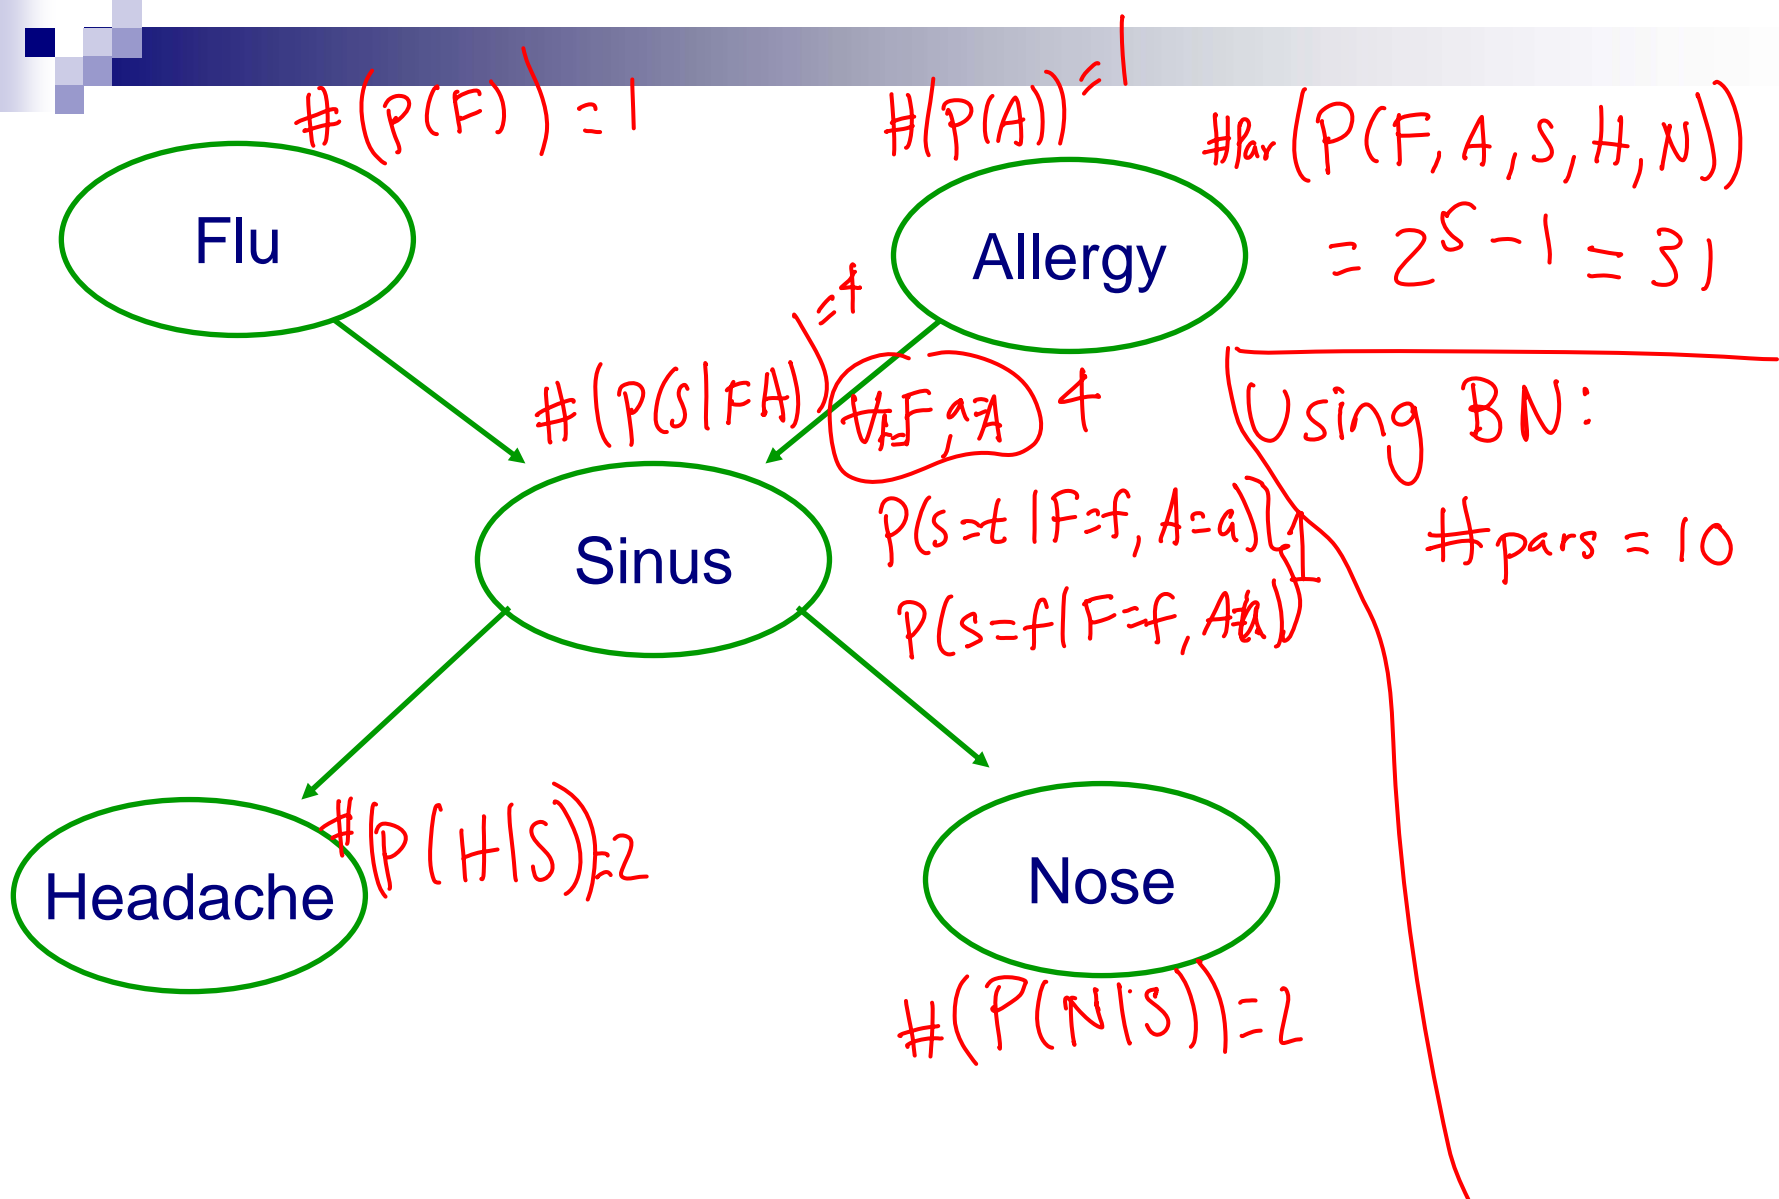 #(P(F)) = 1
#(P(A)) = 1
#Par(P(F, A, S, H, N))
= 2^5 - 1 = 31
Flu
Allergy
#(P(S|FA)) = 4
4
Using BN:
#pars = 10
P(s=t|F=f, A=a)
1
P(s=f|F=f, A=a)
Sinus
#(P(H|S))=2
Headache
Nose
#(P(N|S))=2